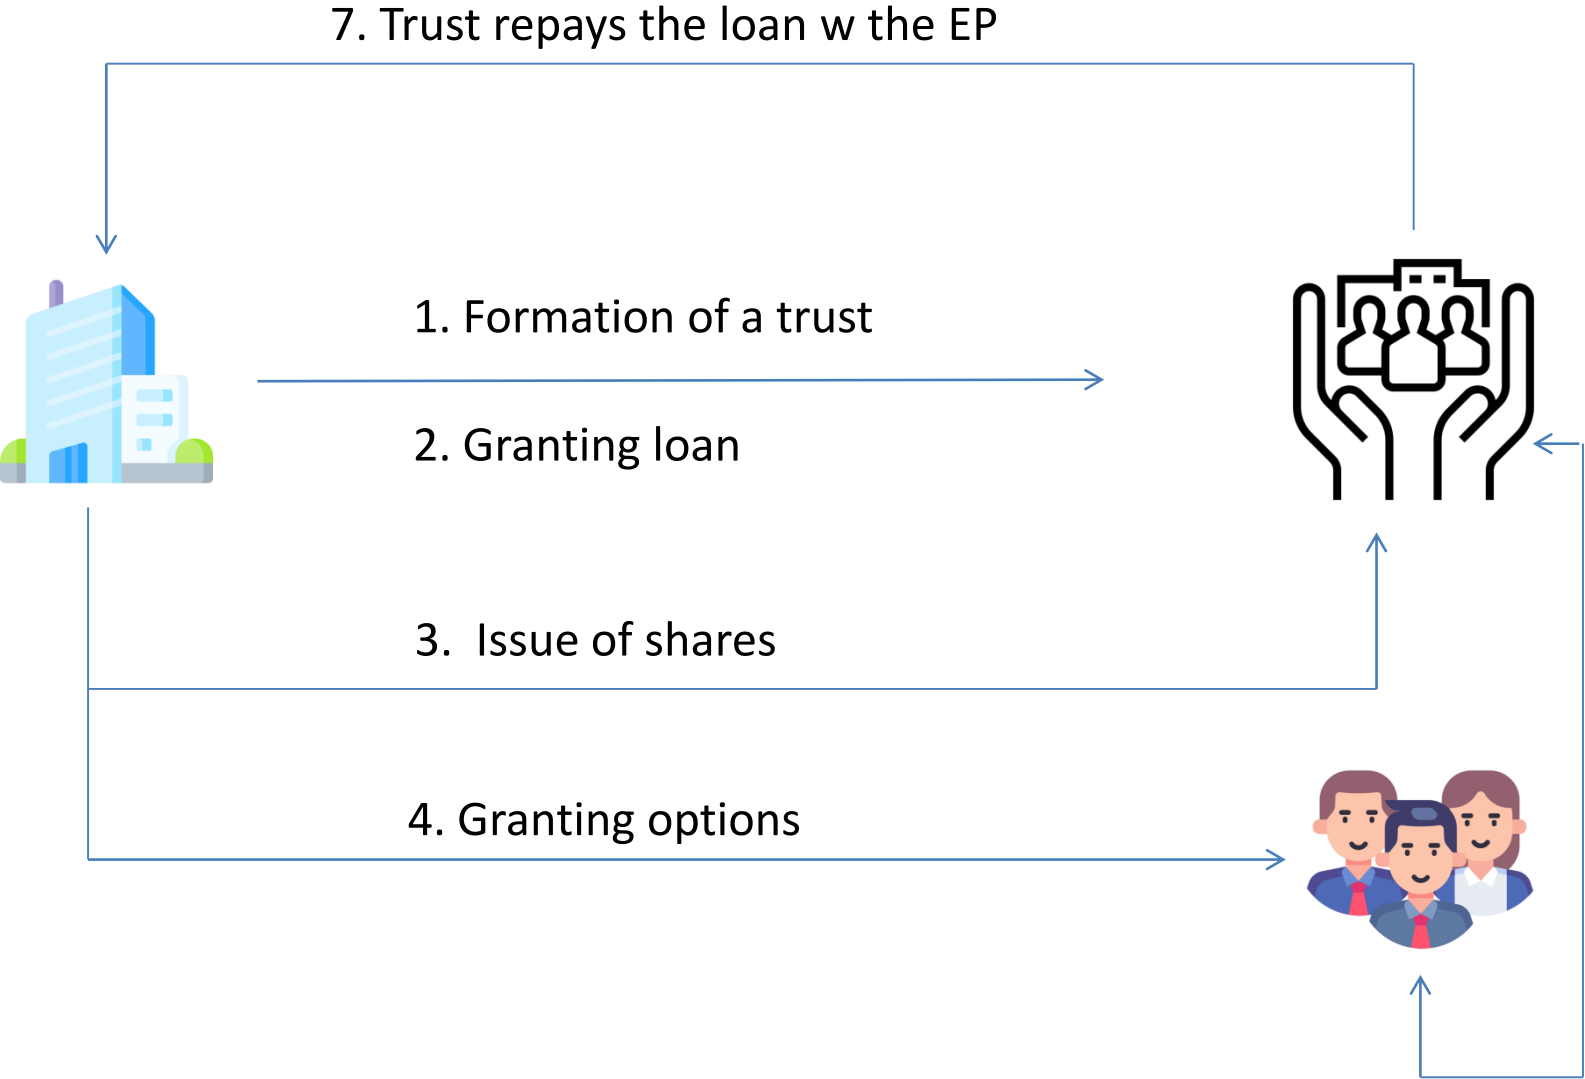 7. Trust repays the loan w the EP
1. Formation of a trust
2. Granting loan
3. Issue of shares
4. Granting options